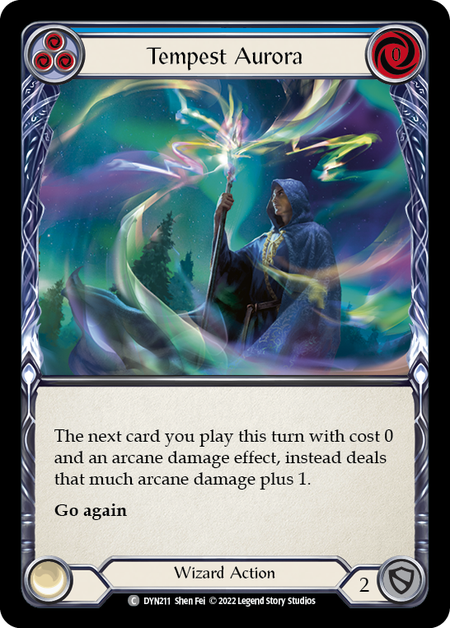 0
Tempest Aurora
The next card you play this turn with cost 0
and an arcane damage effect, instead deals
that much arcane damage plus 1.
Go again
Wizard Action
2
C DYN211 Shen Fei © 2022 Legend Story Studios